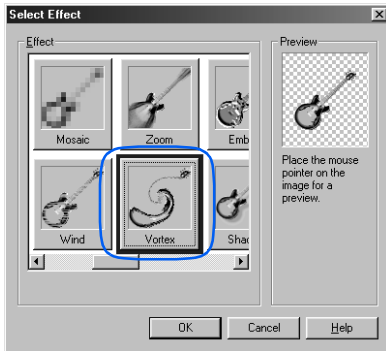 Select Effect
Effect
Preview
Mosaic
Zoom
Emb
Place the mouse
pointer on the
image for a
preview.
Wind
Vortex
Shad
OK
Cancel
Help